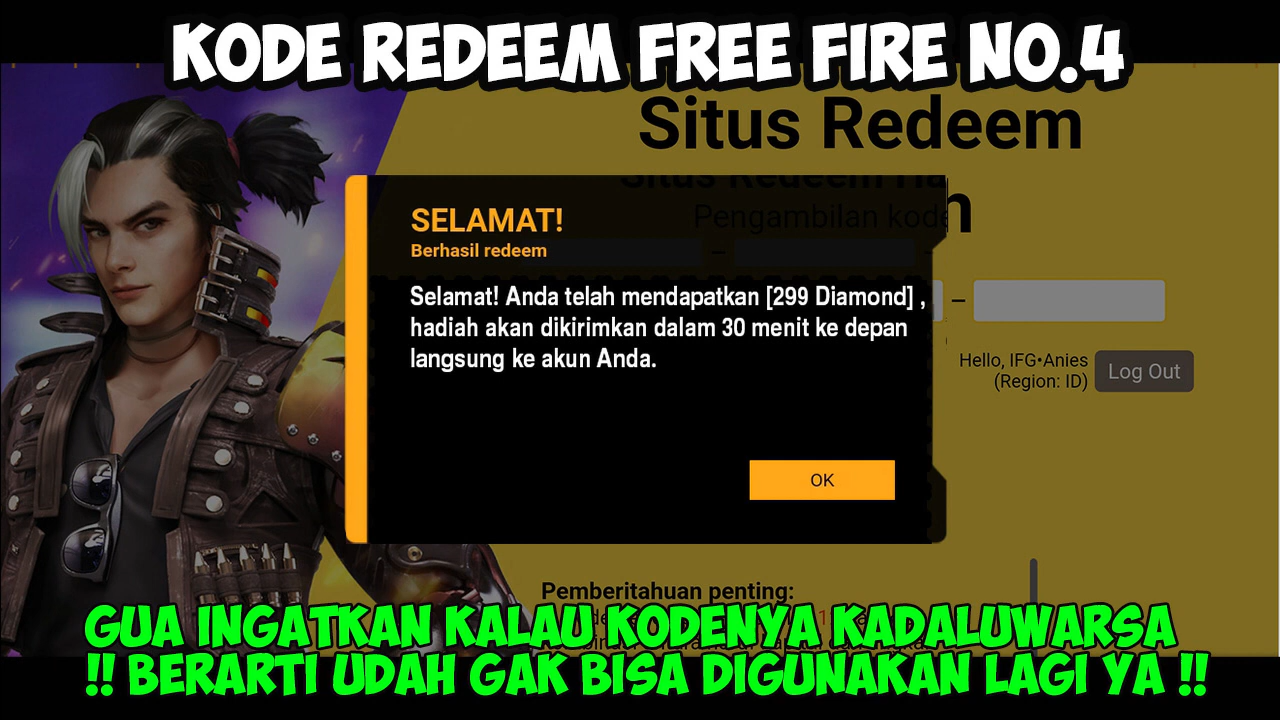 KODE REDEEM FREE FIRE NO.4
Situs Redeem
Situs Redeem
Pengambilan kode
SELAMAT!
Berhasil redeem
Selamat! Anda telah mendapatkan [299 Diamond] ,
hadiah akan dikirimkan dalam 30 menit ke depan
langsung ke akun Anda.
Hello, IFG•Anies
(Region: ID)
Log Out
OK
Pemberitahuan penting:
GUA INGATKAN KALAU KODENYA KADALUWARSA
!! BERARTI UDAH GAK BISA DIGUNAKAN LAGI YA !!